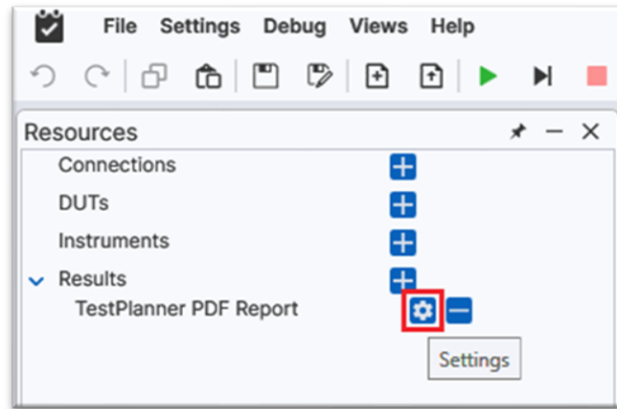 File Settings Debug Views Help
Resources
Connections
DUTs
Instruments
Results
TestPlanner PDF Report
Settings